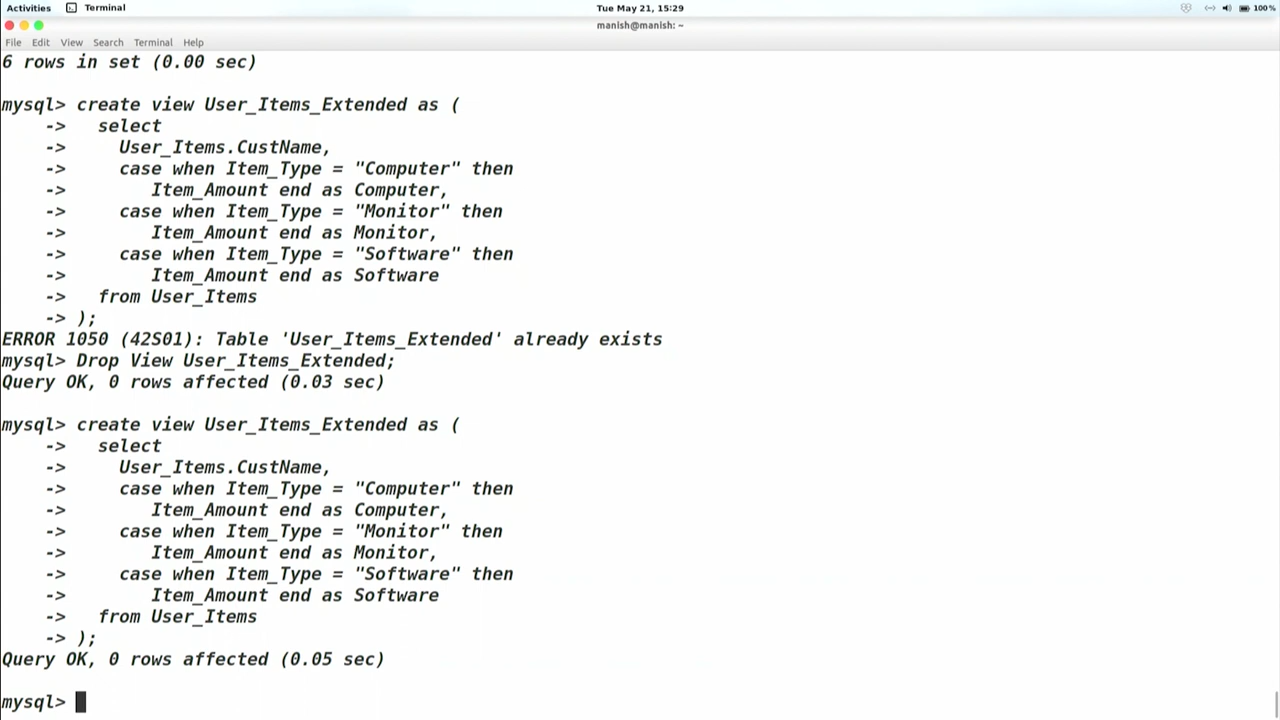 Activities Terminal Tue May 21, 15:29 100%
manish@manish: ~
File Edit View Search Terminal Help
6 rows in set (0.00 sec)
mysql> create view User_Items_Extended as (
-> select
-> User_Items.CustName,
-> case when Item_Type = "Computer" then
-> Item_Amount end as Computer,
-> case when Item_Type = "Monitor" then
-> Item_Amount end as Monitor,
-> case when Item_Type = "Software" then
-> Item_Amount end as Software
-> from User_Items
-> );
ERROR 1050 (42S01): Table 'User_Items_Extended' already exists
mysql> Drop View User_Items_Extended;
Query OK, 0 rows affected (0.03 sec)
mysql> create view User_Items_Extended as (
-> select
-> User_Items.CustName,
-> case when Item_Type = "Computer" then
-> Item_Amount end as Computer,
-> case when Item_Type = "Monitor" then
-> Item_Amount end as Monitor,
-> case when Item_Type = "Software" then
-> Item_Amount end as Software
-> from User_Items
-> );
Query OK, 0 rows affected (0.05 sec)
mysql>